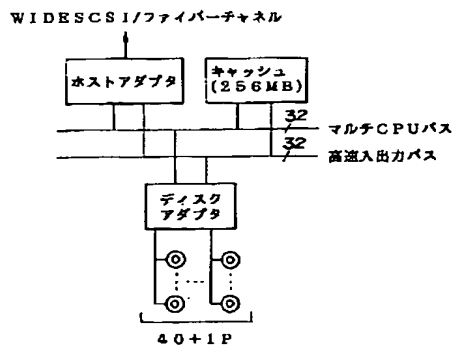 WIDESCSI/ファイバーチャネル
ホストアダプタ
キャッシュ
(256MB)
32
マルチCPUバス
32
高速入出力バス
ディスク
アダプタ
40+1P